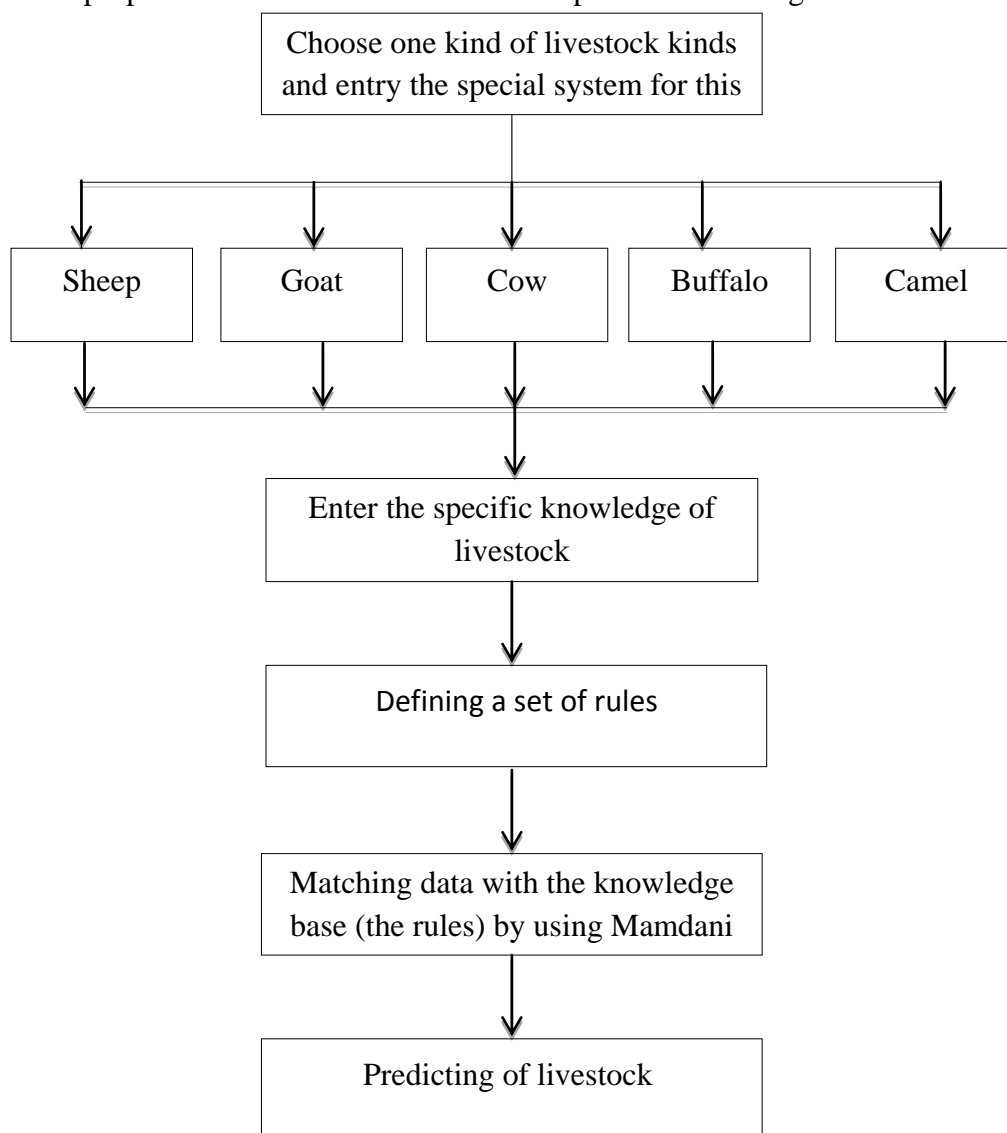 Choose one kind of livestock kinds
and entry the special system for this
Sheep
Goat
Cow
Buffalo
Camel
Enter the specific knowledge of
livestock
Defining a set of rules
Matching data with the knowledge
base (the rules) by using Mamdani
Predicting of livestock